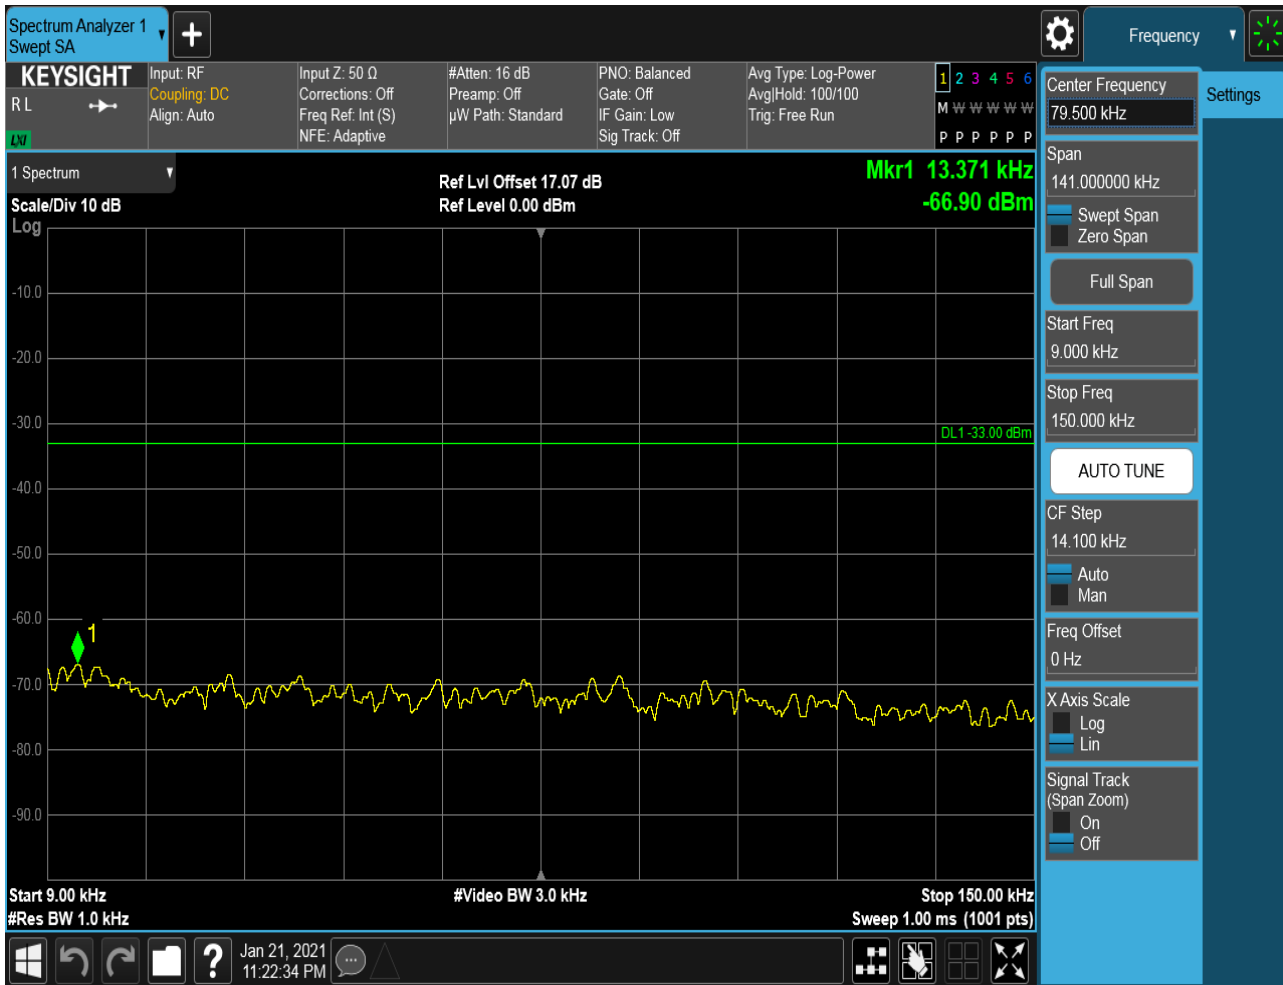 Spectrum Analyzer 1
Swept SA
+
Frequency
KEYSIGHT
R L
LXI
Input: RF
Coupling: DC
Align: Auto
Input Z: 50 Ω
Corrections: Off
Freq Ref: Int (S)
NFE: Adaptive
#Atten: 16 dB
Preamp: Off
µW Path: Standard
PNO: Balanced
Gate: Off
IF Gain: Low
Sig Track: Off
Avg Type: Log-Power
Avg|Hold: 100/100
Trig: Free Run
1 2 3 4 5 6
M W W W W W
P P P P P P
1 Spectrum
Scale/Div 10 dB
Log
Ref Lvl Offset 17.07 dB
Ref Level 0.00 dBm
Mkr1 13.371 kHz
-66.90 dBm
-10.0
-20.0
-30.0
DL1 -33.00 dBm
-40.0
-50.0
-60.0
1
-70.0
-80.0
-90.0
Start 9.00 kHz
#Res BW 1.0 kHz
#Video BW 3.0 kHz
Stop 150.00 kHz
Sweep 1.00 ms (1001 pts)
?
Jan 21, 2021
11:22:34 PM
Center Frequency
79.500 kHz
Span
141.000000 kHz
Swept Span
Zero Span
Full Span
Start Freq
9.000 kHz
Stop Freq
150.000 kHz
AUTO TUNE
CF Step
14.100 kHz
Auto
Man
Freq Offset
0 Hz
X Axis Scale
Log
Lin
Signal Track
(Span Zoom)
On
Off
Settings